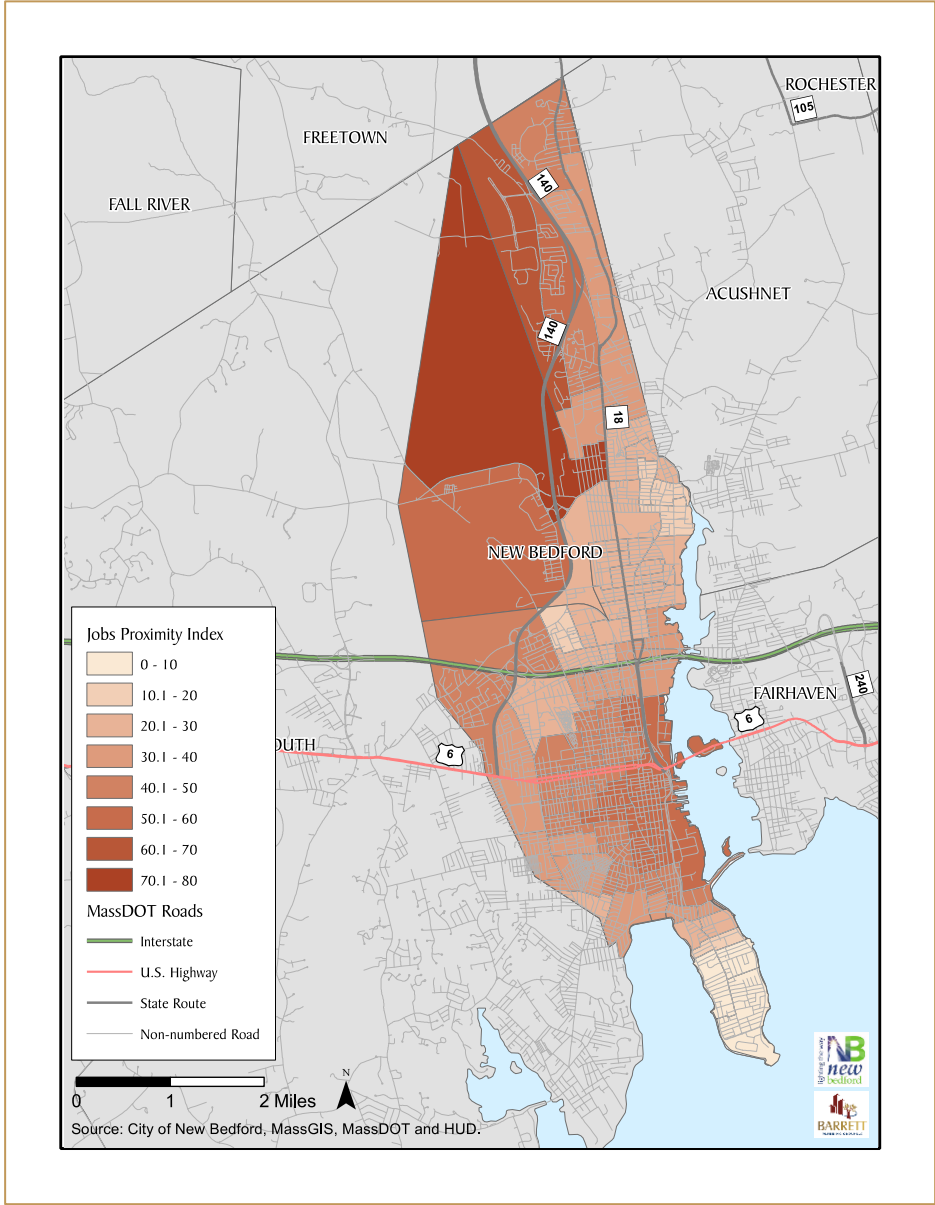 ROCHESTER
105
FREETOWN
140
FALL RIVER
ACUSHNET
140
18
NEW BEDFORD
Jobs Proximity Index
0 - 10
10.1 - 20
20.1 - 30
30.1 - 40
40.1 - 50
50.1 - 60
60.1 - 70
70.1 - 80
MassDOT Roads
Interstate
U.S. Highway
State Route
Non-numbered Road
240
FAIRHAVEN
6
OUTH
6
N
0 1 2 Miles
Source: City of New Bedford, MassGIS, MassDOT and HUD.
NB
new
bedford
BARRETT